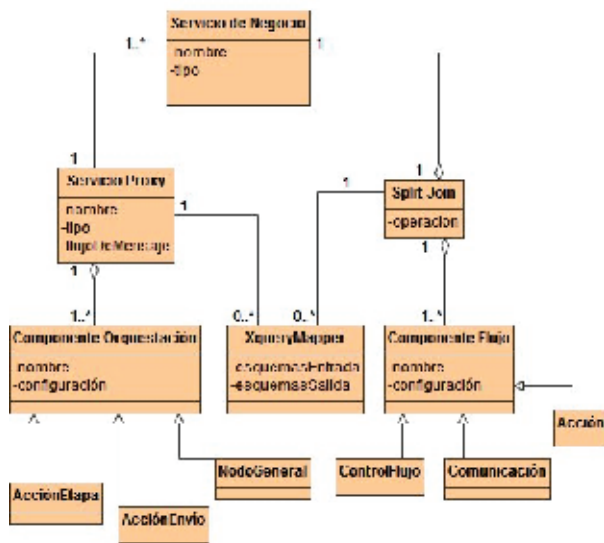 Servicio de Negocio
nombre
-tipo
1..*
1
1
1
Servicio Proxy
nombre
-tipo
flujoDeMensaje
1
1
Split Join
-operacion
1
1
1..*
0..*
0..*
1..*
Componente Orquestación
nombre
-configuración
XqueryMapper
esquemasEntrada
-esquemasSalida
Componente Flujo
nombre
-configuración
Acción
NodoGeneral
ControlFlujo
Comunicación
AcciónEtapa
AcciónEnvío